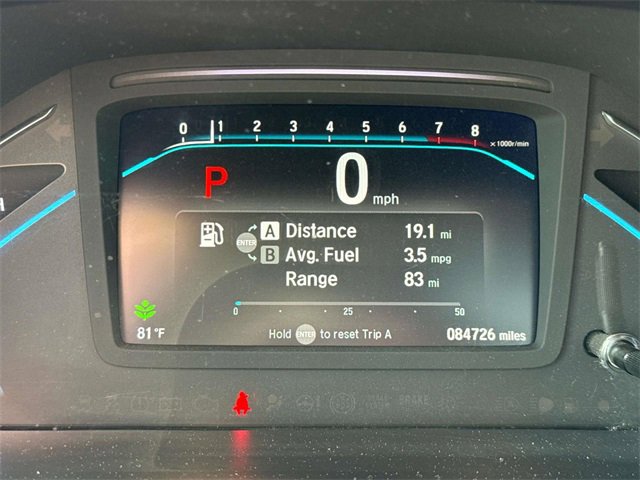 0 1 2 3 4 5 6 7 8 ×1000r/min
P 0 mph
A Distance 19.1 mi
ENTER
B Avg. Fuel 3.5 mpg
Range 83 mi
0 25 50
81°F Hold ENTER to reset Trip A 084726 miles
BRAKE